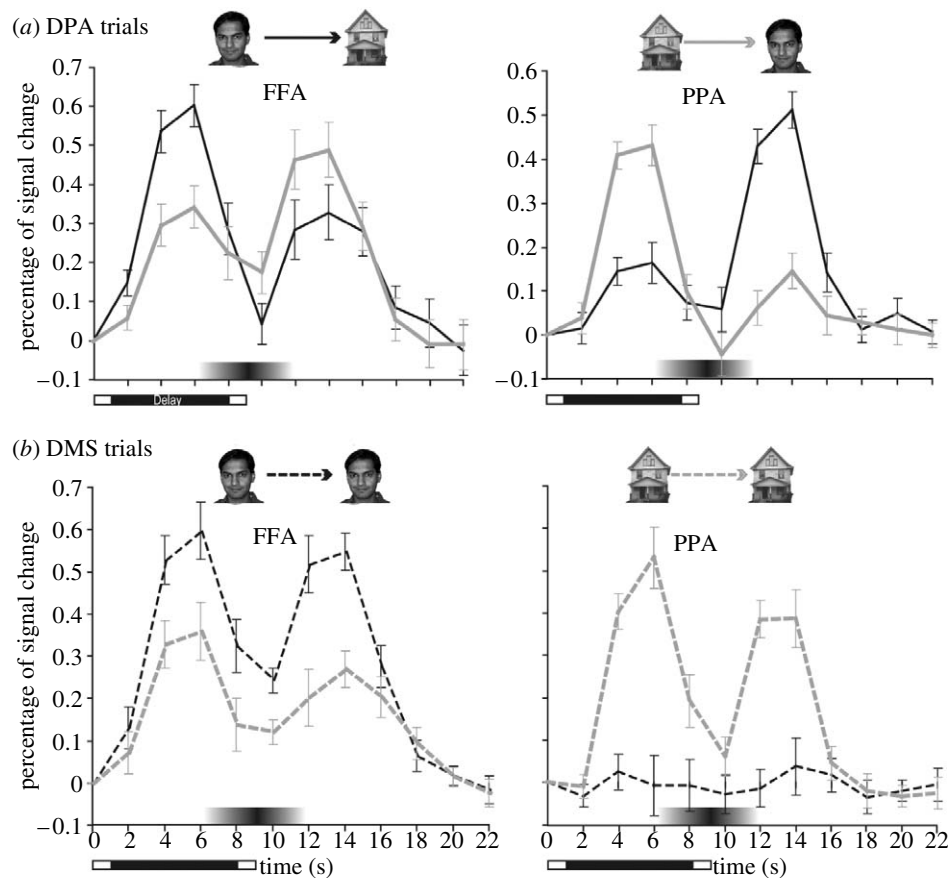 (a) DPA trials
percentage of signal change
0.7
0.6
0.5
0.4
0.3
0.2
0.1
0
−0.1
FFA
Delay
0.6
0.5
0.4
0.3
0.2
0.1
0
−0.1
PPA
(b) DMS trials
percentage of signal change
0.7
0.6
0.5
0.4
0.3
0.2
0.1
0
−0.1
FFA
PPA
0 2 4 6 8 10 12 14 16 18 20 22
time (s)
0 2 4 6 8 10 12 14 16 18 20 22
time (s)